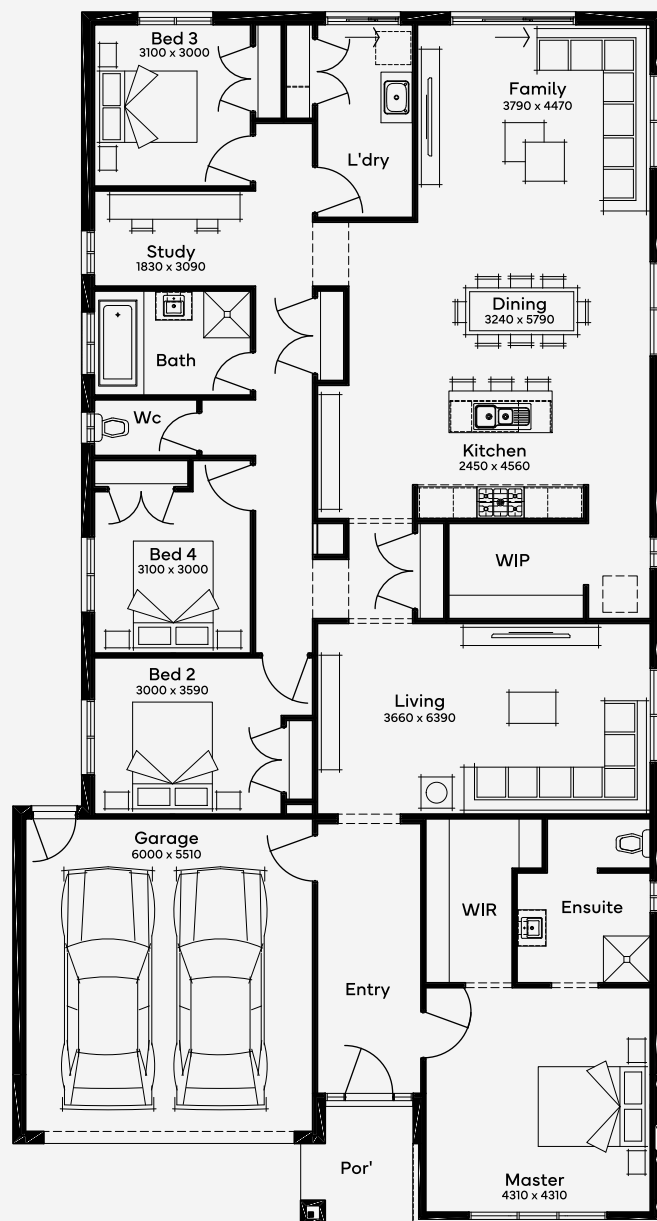 Bed 3
3100 x 3000
Family
3790 x 4470
L'dry
Study
1830 x 3090
Dining
3240 x 5790
Bath
Wc
Kitchen
2450 x 4560
Bed 4
3100 x 3000
WIP
Bed 2
3000 x 3590
Living
3660 x 6390
Garage
6000 x 5510
WIR
Ensuite
Entry
Por'
Master
4310 x 4310